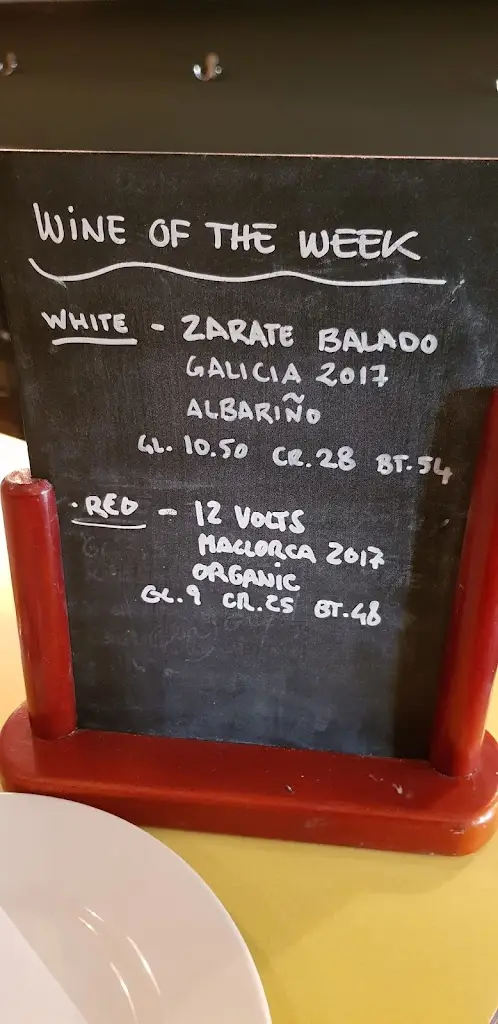 WINE OF THE WEEK
WHITE - ZARATE BALADO
GALICIA 2017
ALBARIÑO
GL. 10.50 CR. 28 BT. 54
· RED - 12 VOLTS
MALLORCA 2017
ORGANIC
GL. 9 CR. 25 BT. 48